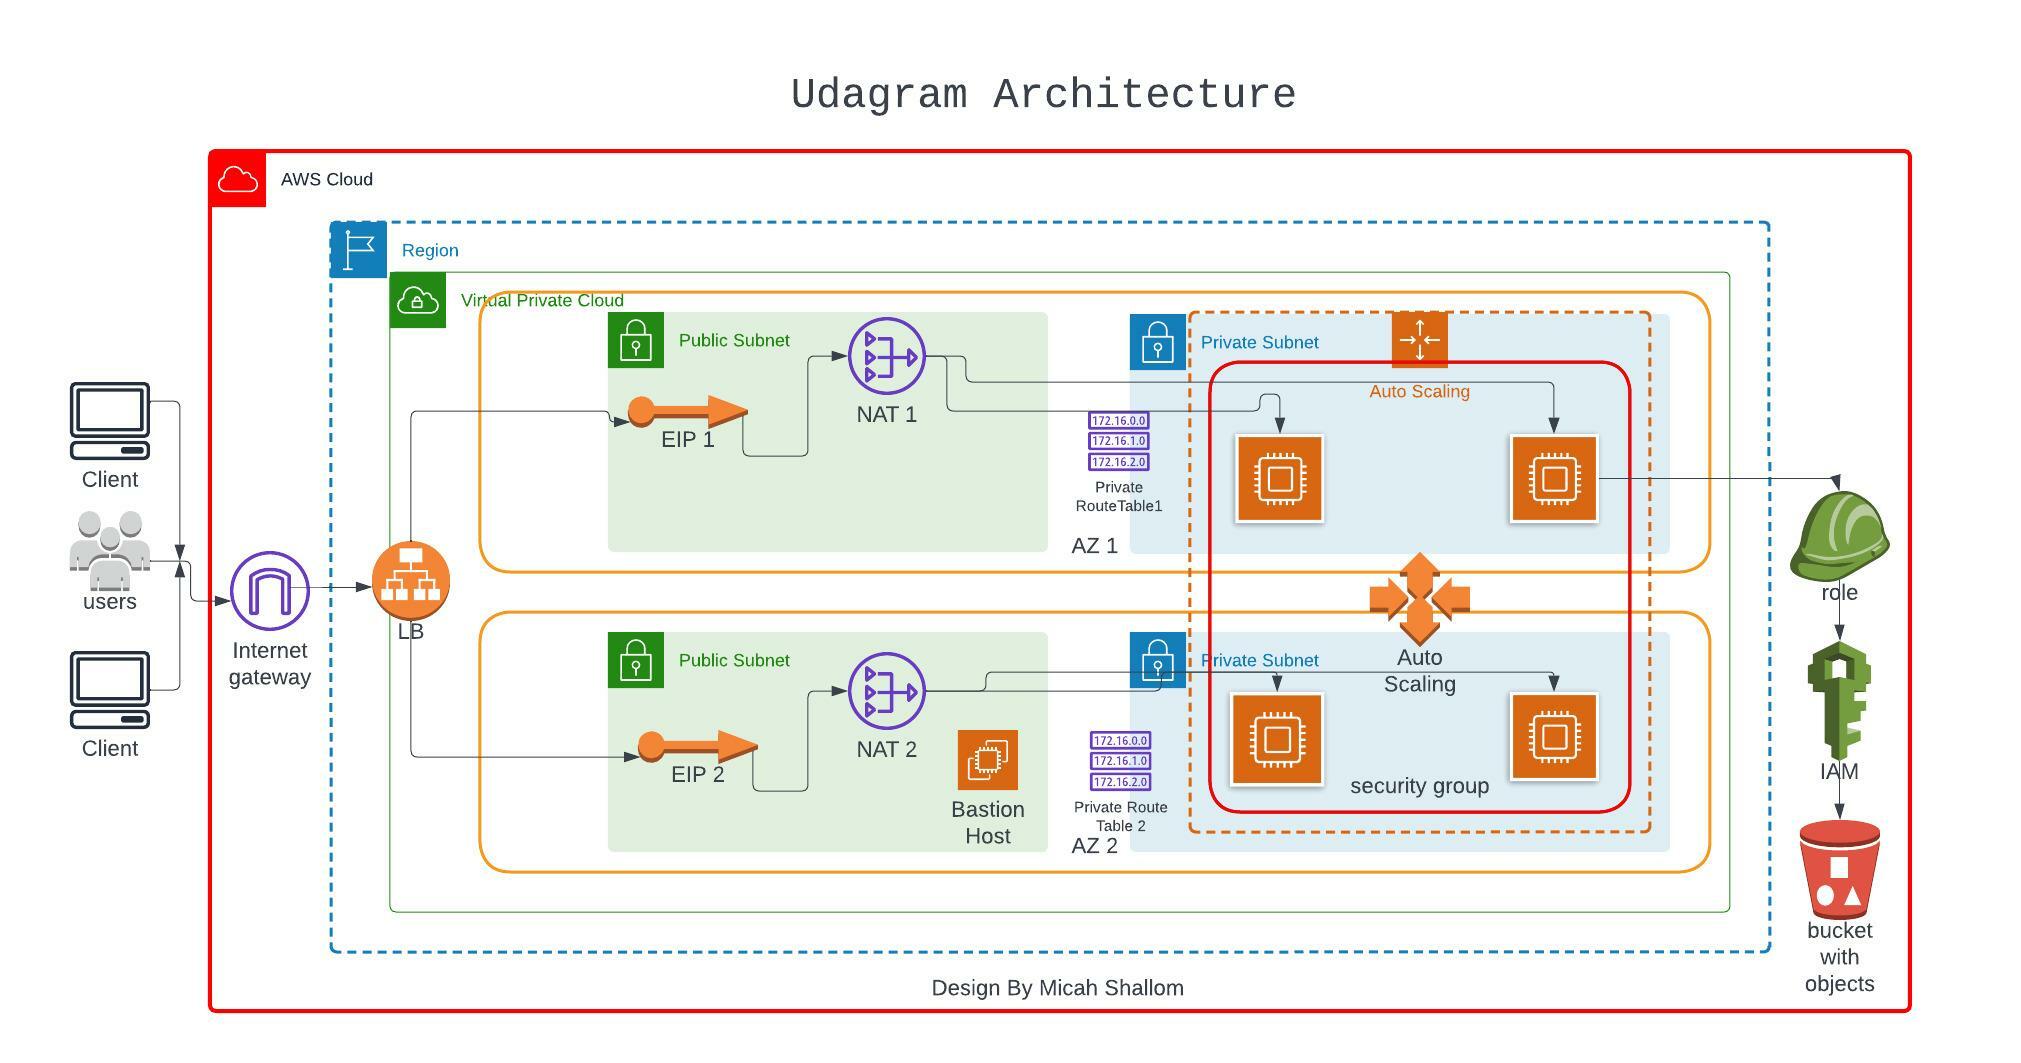 Udagram Architecture
AWS Cloud
Region
Virtual Private Cloud
Public Subnet
Private Subnet
Auto Scaling
NAT 1
EIP 1
172.16.0.0
172.16.1.0
172.16.2.0
Private
RouteTable1
AZ 1
Client
users
Client
Internet
gateway
LB
Public Subnet
Private Subnet
Auto
Scaling
NAT 2
EIP 2
Bastion
Host
172.16.0.0
172.16.1.0
172.16.2.0
Private Route
Table 2
AZ 2
security group
role
IAM
bucket
with
objects
Design By Micah Shallom